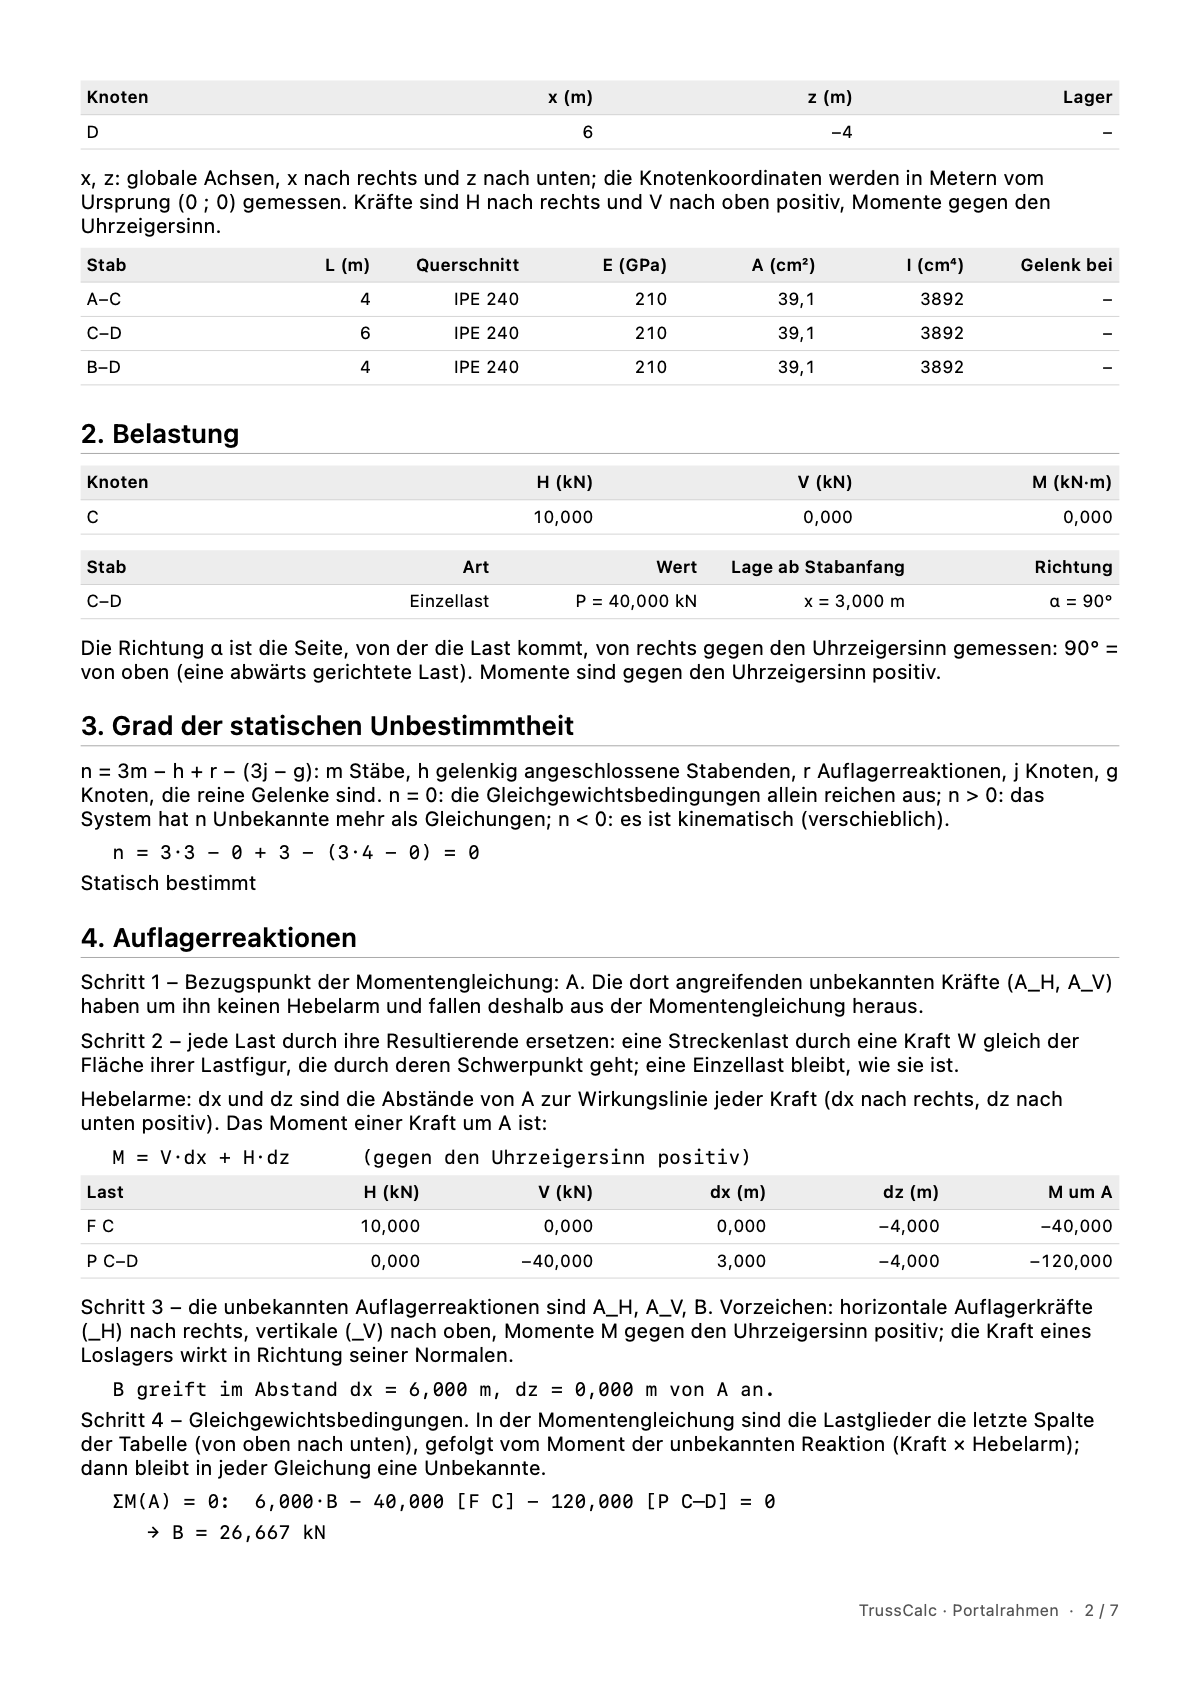 Knoten x (m) z (m) Lager
D 6 −4 –
x, z: globale Achsen, x nach rechts und z nach unten; die Knotenkoordinaten werden in Metern vom
Ursprung (0 ; 0) gemessen. Kräfte sind H nach rechts und V nach oben positiv, Momente gegen den
Uhrzeigersinn.
Stab L (m) Querschnitt E (GPa) A (cm²) I (cm⁴) Gelenk bei
A–C 4 IPE 240 210 39,1 3892 –
C–D 6 IPE 240 210 39,1 3892 –
B–D 4 IPE 240 210 39,1 3892 –
2. Belastung
Knoten H (kN) V (kN) M (kN·m)
C 10,000 0,000 0,000
Stab Art Wert Lage ab Stabanfang Richtung
C–D Einzellast P = 40,000 kN x = 3,000 m α = 90°
Die Richtung α ist die Seite, von der die Last kommt, von rechts gegen den Uhrzeigersinn gemessen: 90° =
von oben (eine abwärts gerichtete Last). Momente sind gegen den Uhrzeigersinn positiv.
3. Grad der statischen Unbestimmtheit
n = 3m − h + r − (3j − g): m Stäbe, h gelenkig angeschlossene Stabenden, r Auflagerreaktionen, j Knoten, g
Knoten, die reine Gelenke sind. n = 0: die Gleichgewichtsbedingungen allein reichen aus; n > 0: das
System hat n Unbekannte mehr als Gleichungen; n < 0: es ist kinematisch (verschieblich).
n = 3·3 − 0 + 3 − (3·4 − 0) = 0
Statisch bestimmt
4. Auflagerreaktionen
Schritt 1 – Bezugspunkt der Momentengleichung: A. Die dort angreifenden unbekannten Kräfte (A_H, A_V)
haben um ihn keinen Hebelarm und fallen deshalb aus der Momentengleichung heraus.
Schritt 2 – jede Last durch ihre Resultierende ersetzen: eine Streckenlast durch eine Kraft W gleich der
Fläche ihrer Lastfigur, die durch deren Schwerpunkt geht; eine Einzellast bleibt, wie sie ist.
Hebelarme: dx und dz sind die Abstände von A zur Wirkungslinie jeder Kraft (dx nach rechts, dz nach
unten positiv). Das Moment einer Kraft um A ist:
M = V·dx + H·dz (gegen den Uhrzeigersinn positiv)
Last H (kN) V (kN) dx (m) dz (m) M um A
F C 10,000 0,000 0,000 −4,000 −40,000
P C–D 0,000 −40,000 3,000 −4,000 −120,000
Schritt 3 – die unbekannten Auflagerreaktionen sind A_H, A_V, B. Vorzeichen: horizontale Auflagerkräfte
(_H) nach rechts, vertikale (_V) nach oben, Momente M gegen den Uhrzeigersinn positiv; die Kraft eines
Loslagers wirkt in Richtung seiner Normalen.
B greift im Abstand dx = 6,000 m, dz = 0,000 m von A an.
Schritt 4 – Gleichgewichtsbedingungen. In der Momentengleichung sind die Lastglieder die letzte Spalte
der Tabelle (von oben nach unten), gefolgt vom Moment der unbekannten Reaktion (Kraft × Hebelarm);
dann bleibt in jeder Gleichung eine Unbekannte.
ΣM(A) = 0: 6,000·B − 40,000 [F C] − 120,000 [P C–D] = 0
→ B = 26,667 kN
TrussCalc · Portalrahmen · 2 / 7